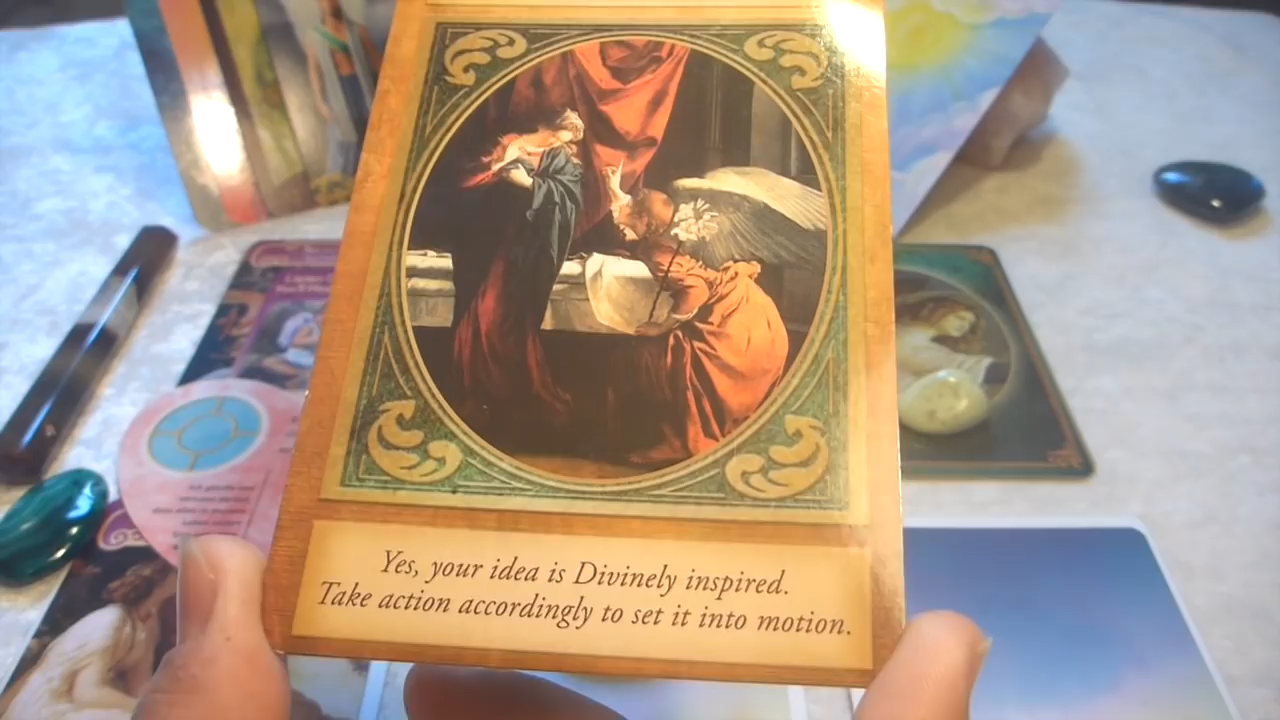 Yes, your idea is Divinely inspired.
Take action accordingly to set it into motion.